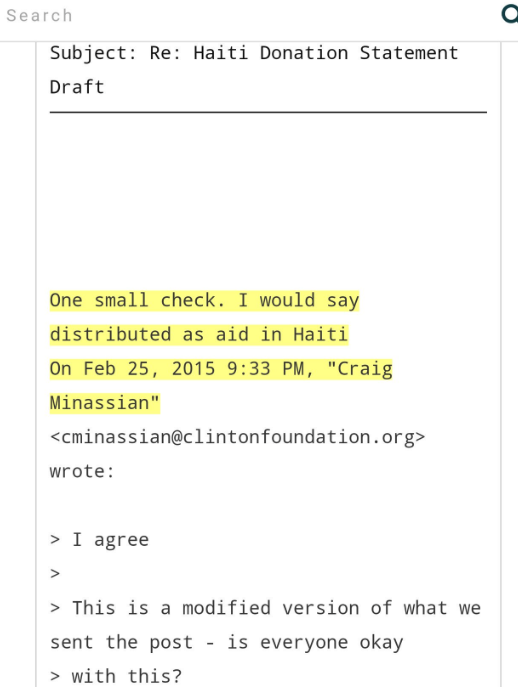 Search
Subject: Re: Haiti Donation Statement
Draft
One small check. I would say
distributed as aid in Haiti
On Feb 25, 2015 9:33 PM, "Craig
Minassian"
<cminassian@clintonfoundation.org>
wrote:
> I agree
>
> This is a modified version of what we
sent the post - is everyone okay
> with this?